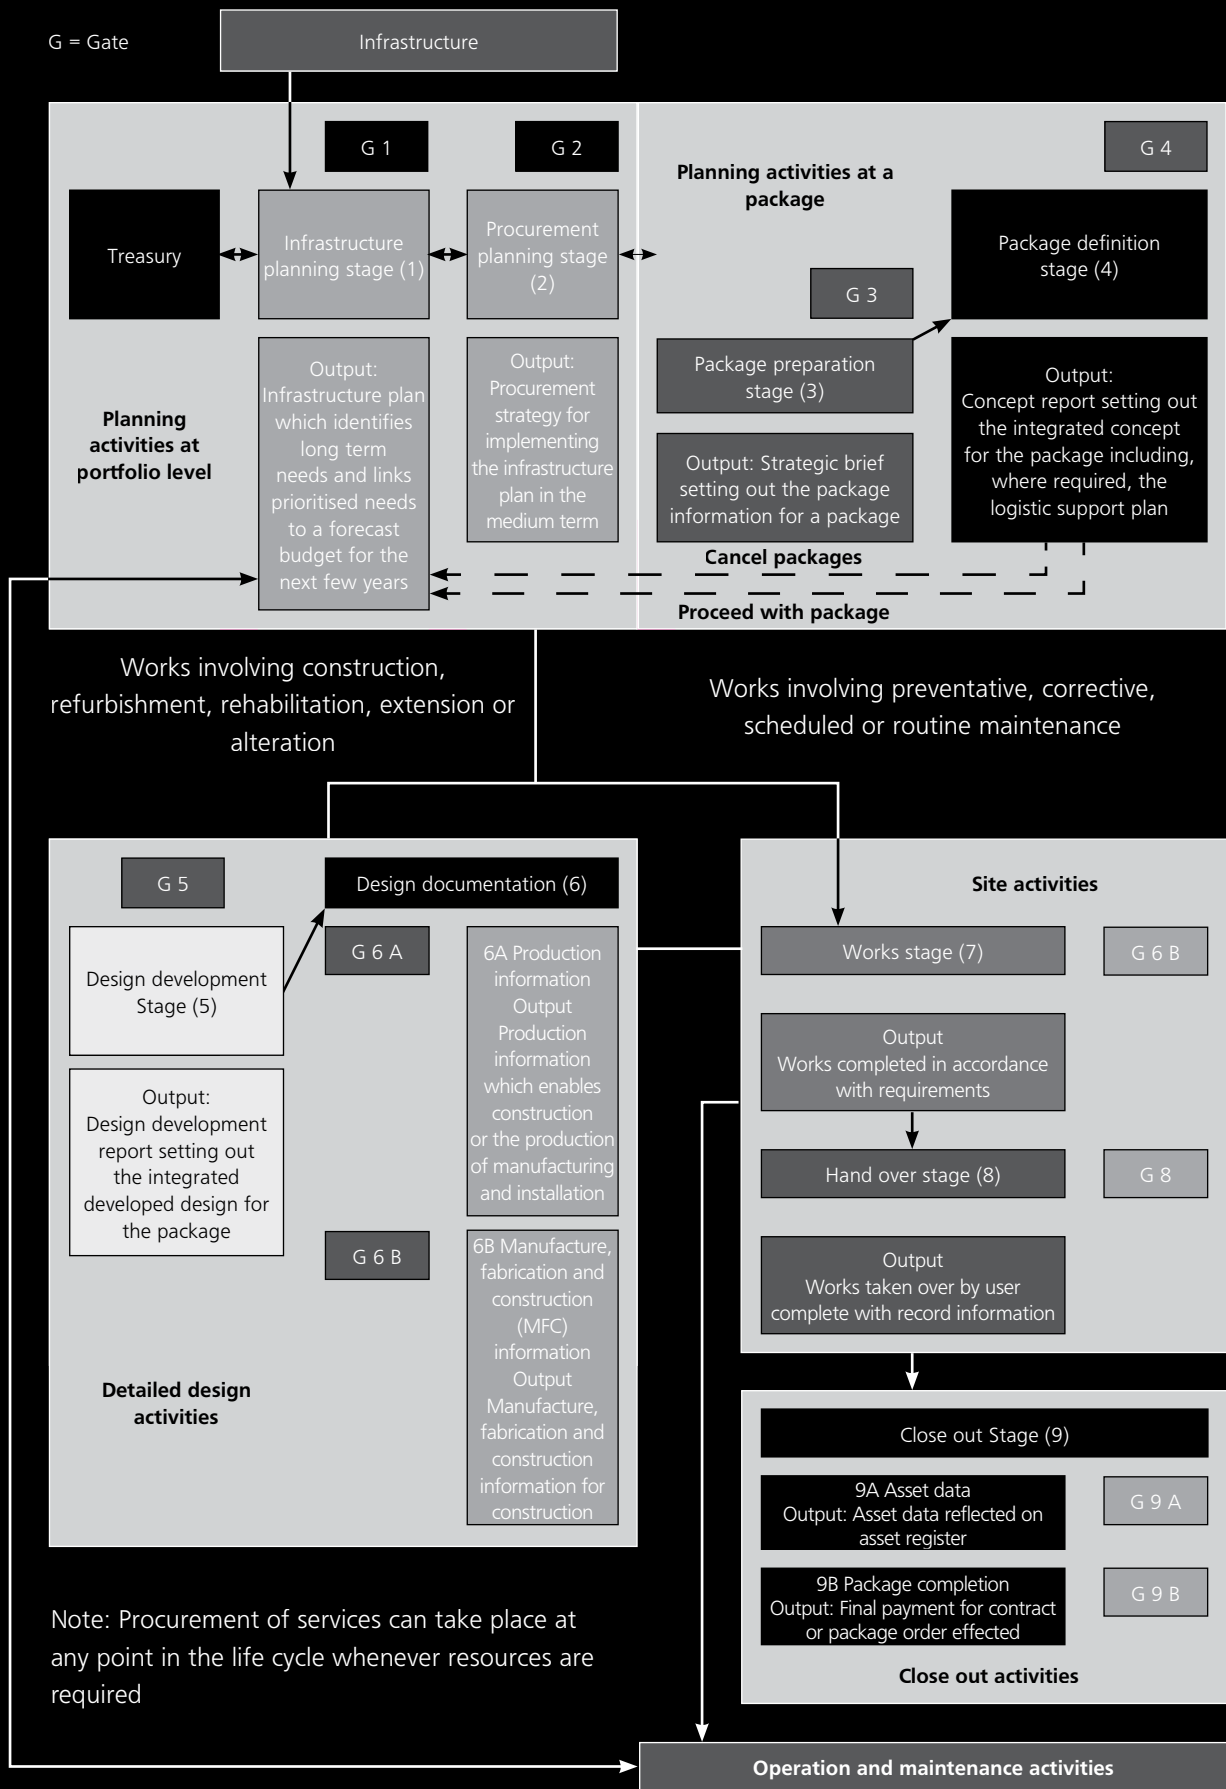 G = Gate
Infrastructure
G 1
G 2
Treasury
Infrastructure
planning stage (1)
Procurement
planning stage
(2)
Planning
activities at
portfolio level
Output:
Infrastructure plan
which identifies
long term
needs and links
prioritised needs
to a forecast
budget for the
next few years
Output:
Procurement
strategy for
implementing
the infrastructure
plan in the
medium term
Planning activities at a
package
G 4
Package definition
stage (4)
G 3
Package preparation
stage (3)
Output: Strategic brief
setting out the package
information for a package
Output:
Concept report setting out
the integrated concept
for the package including,
where required, the
logistic support plan
Cancel packages
Proceed with package
Works involving construction,
refurbishment, rehabilitation, extension or
alteration
Works involving preventative, corrective,
scheduled or routine maintenance
G 5
Design documentation (6)
Design development
Stage (5)
G 6 A
6A Production
information
Output
Production
information
which enables
construction
or the production
of manufacturing
and installation
Output:
Design development
report setting out
the integrated
developed design for
the package
G 6 B
6B Manufacture,
fabrication and
construction
(MFC)
information
Output
Manufacture,
fabrication and
construction
information for
construction
Detailed design
activities
Site activities
Works stage (7)
G 6 B
Output
Works completed in accordance
with requirements
Hand over stage (8)
G 8
Output
Works taken over by user
complete with record information
Close out Stage (9)
9A Asset data
Output: Asset data reflected on
asset register
G 9 A
9B Package completion
Output: Final payment for contract
or package order effected
G 9 B
Close out activities
Note: Procurement of services can take place at
any point in the life cycle whenever resources are
required
Operation and maintenance activities